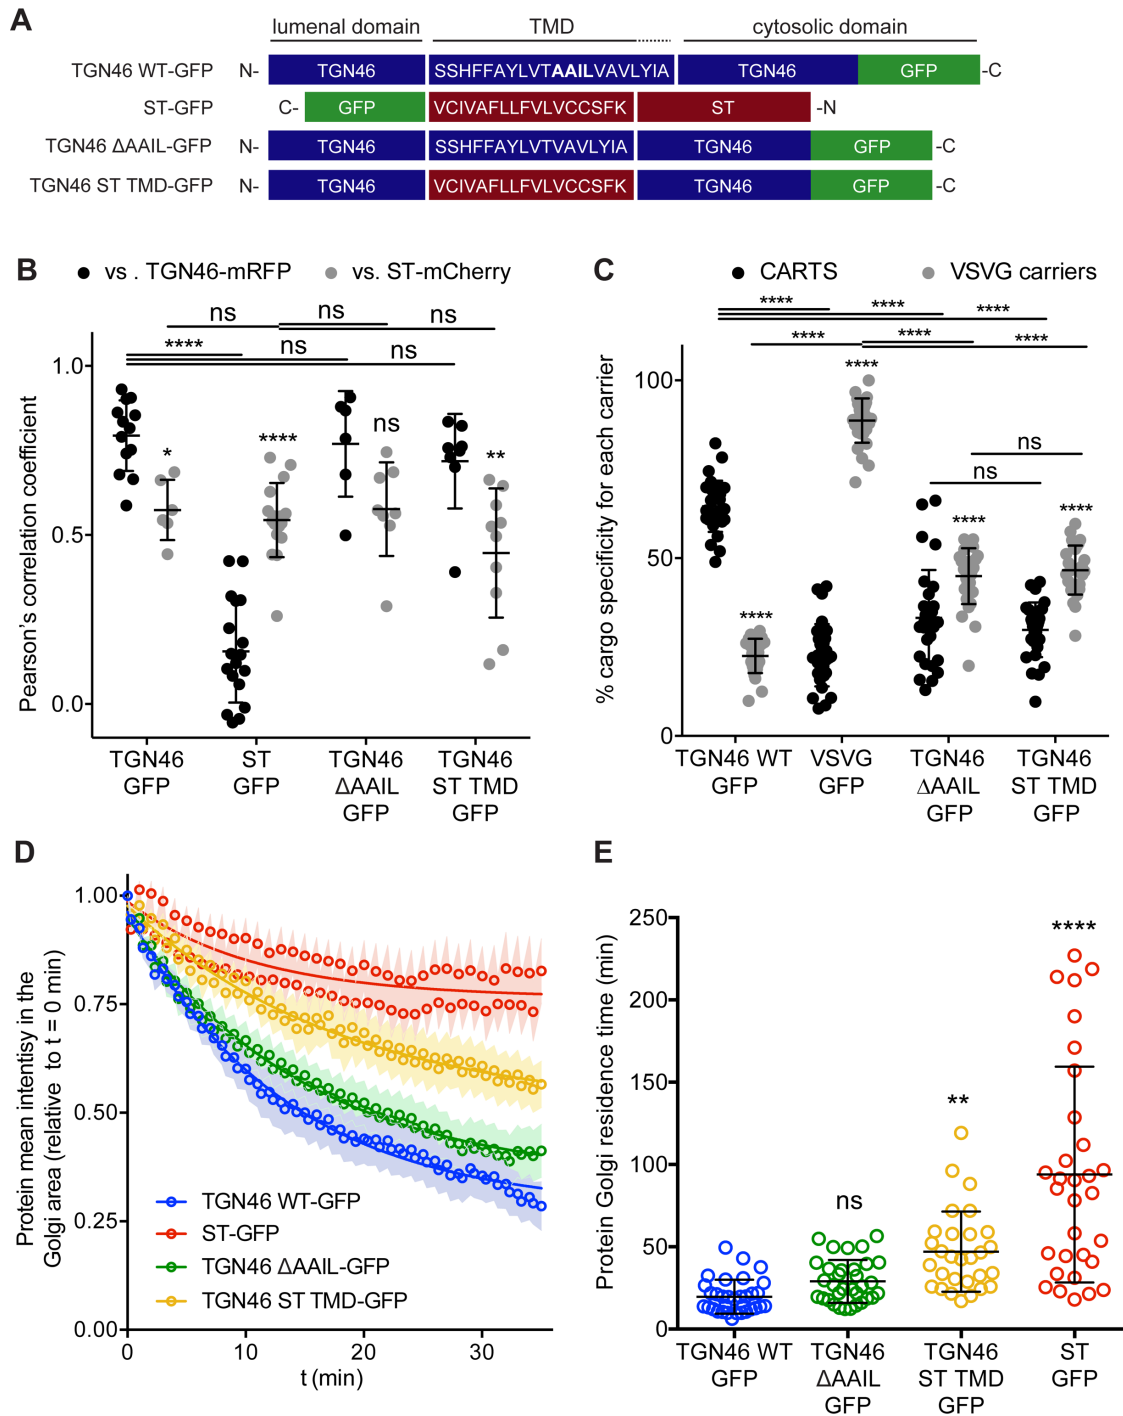 A
lumenal domain TMD cytosolic domain
TGN46 WT-GFP N- TGN46 SSHFFAYLVTAAILVAVLYIA TGN46 GFP -C
ST-GFP C- GFP VCIVAFLLFVLVCCSFK ST -N
TGN46 ΔAAIL-GFP N- TGN46 SSHFFAYLVTVAVLYIA TGN46 GFP -C
TGN46 ST TMD-GFP N- TGN46 VCIVAFLLFVLVCCSFK TGN46 GFP -C
B
vs . TGN46-mRFP vs. ST-mCherry
ns ns ns
**** ns ns
* **** ns **
Pearson's correlation coefficient
1.0
0.5
0.0
TGN46 GFP
ST GFP
TGN46 ΔAAIL GFP
TGN46 ST TMD GFP
C
CARTS VSVG carriers
**** **** ****
**** **** ****
****
ns
ns
**** **** ****
% cargo specificity for each carrier
100
50
0
TGN46 WT GFP
VSVG GFP
TGN46 ΔAAIL GFP
TGN46 ST TMD GFP
D
Protein mean intentisy in the
Golgi area (relative to t = 0 min)
1.00
0.75
0.50
0.25
0.00
TGN46 WT-GFP
ST-GFP
TGN46 ΔAAIL-GFP
TGN46 ST TMD-GFP
0 10 20 30
t (min)
E
Protein Golgi residence time (min)
250
200
150
100
50
0
ns ** ****
TGN46 WT GFP
TGN46 ΔAAIL GFP
TGN46 ST TMD GFP
ST GFP